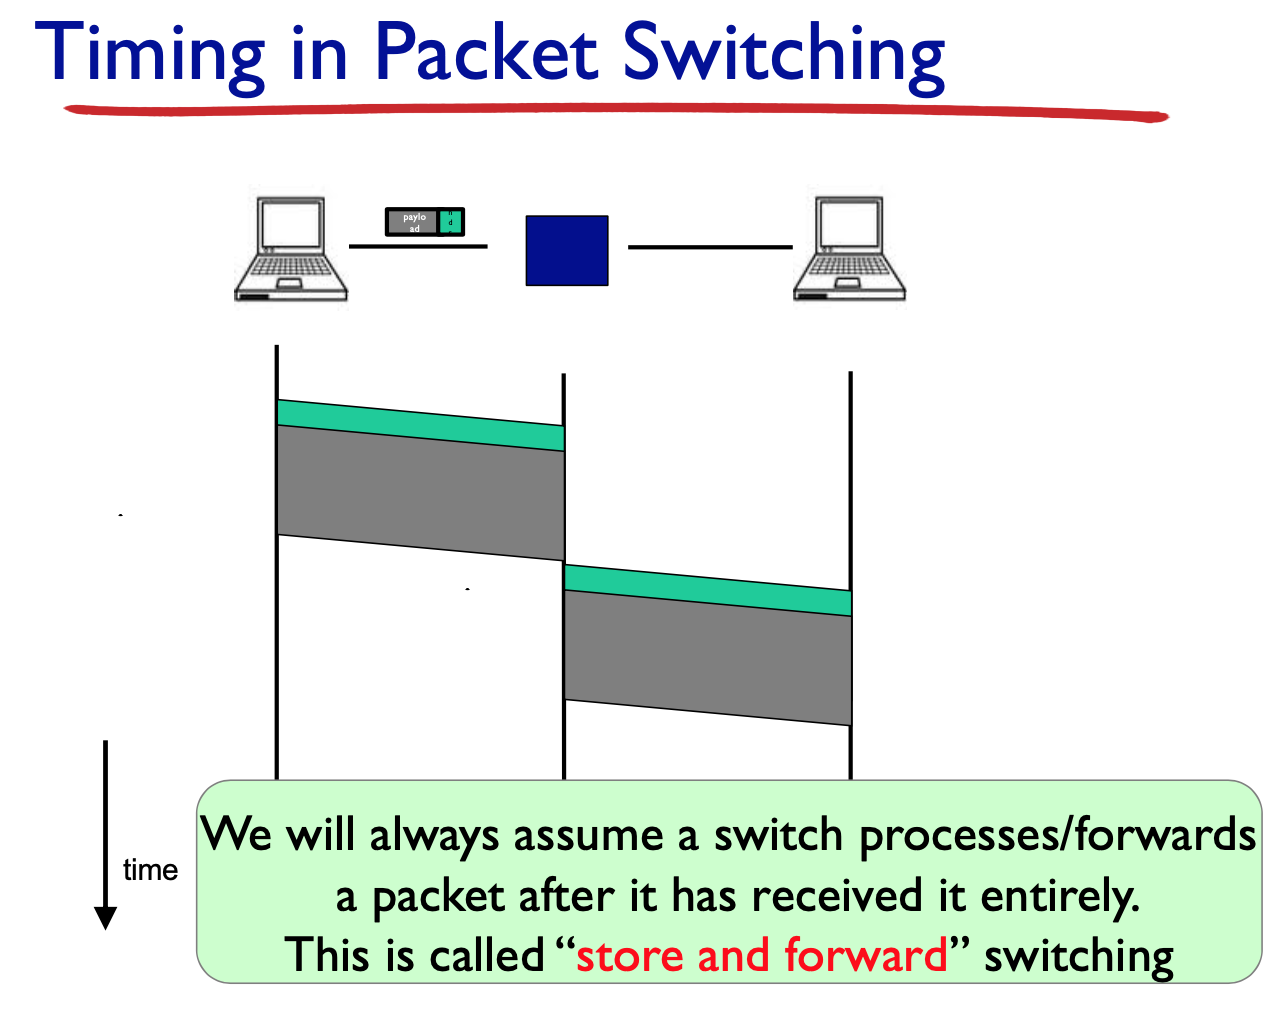 Timing in Packet Switching
paylo
ad
time
We will always assume a switch processes/forwards
a packet after it has received it entirely.
This is called “store and forward” switching